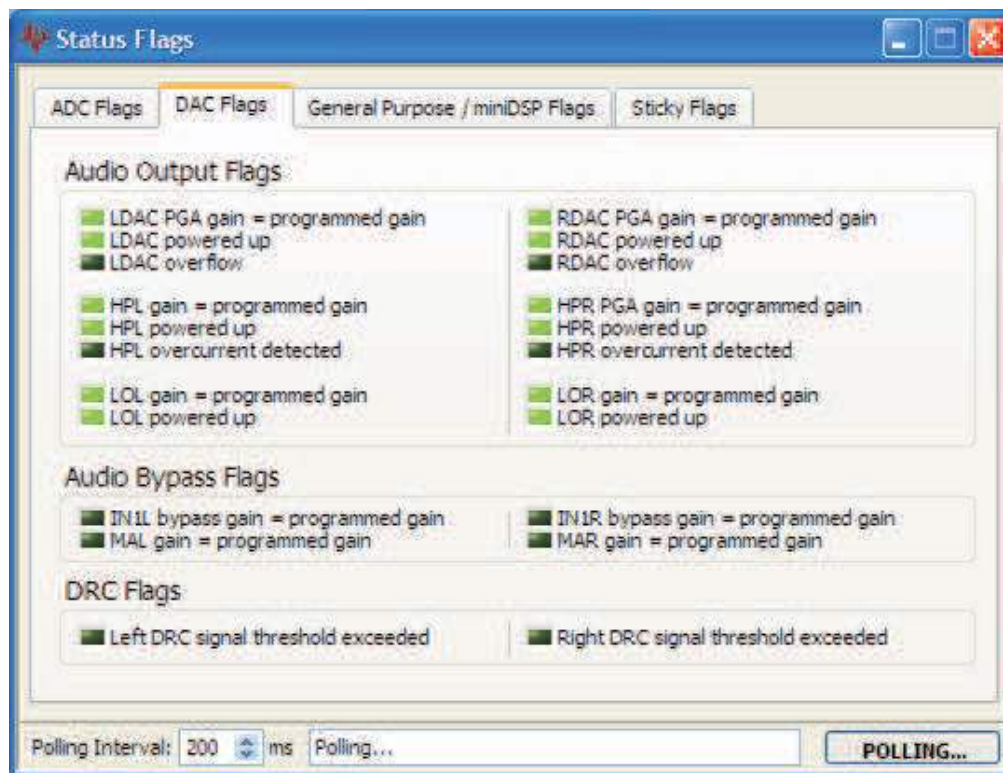 Status Flags
ADC Flags
DAC Flags
General Purpose / miniDSP Flags
Sticky Flags
Audio Output Flags
LDAC PGA gain = programmed gain
LDAC powered up
LDAC overflow
RDAC PGA gain = programmed gain
RDAC powered up
RDAC overflow
HPL gain = programmed gain
HPL powered up
HPL overcurrent detected
HPR PGA gain = programmed gain
HPR powered up
HPR overcurrent detected
LOL gain = programmed gain
LOL powered up
LOR gain = programmed gain
LOR powered up
Audio Bypass Flags
IN1L bypass gain = programmed gain
MAL gain = programmed gain
IN1R bypass gain = programmed gain
MAR gain = programmed gain
DRC Flags
Left DRC signal threshold exceeded
Right DRC signal threshold exceeded
Polling Interval: 200 ms Polling... POLLING...